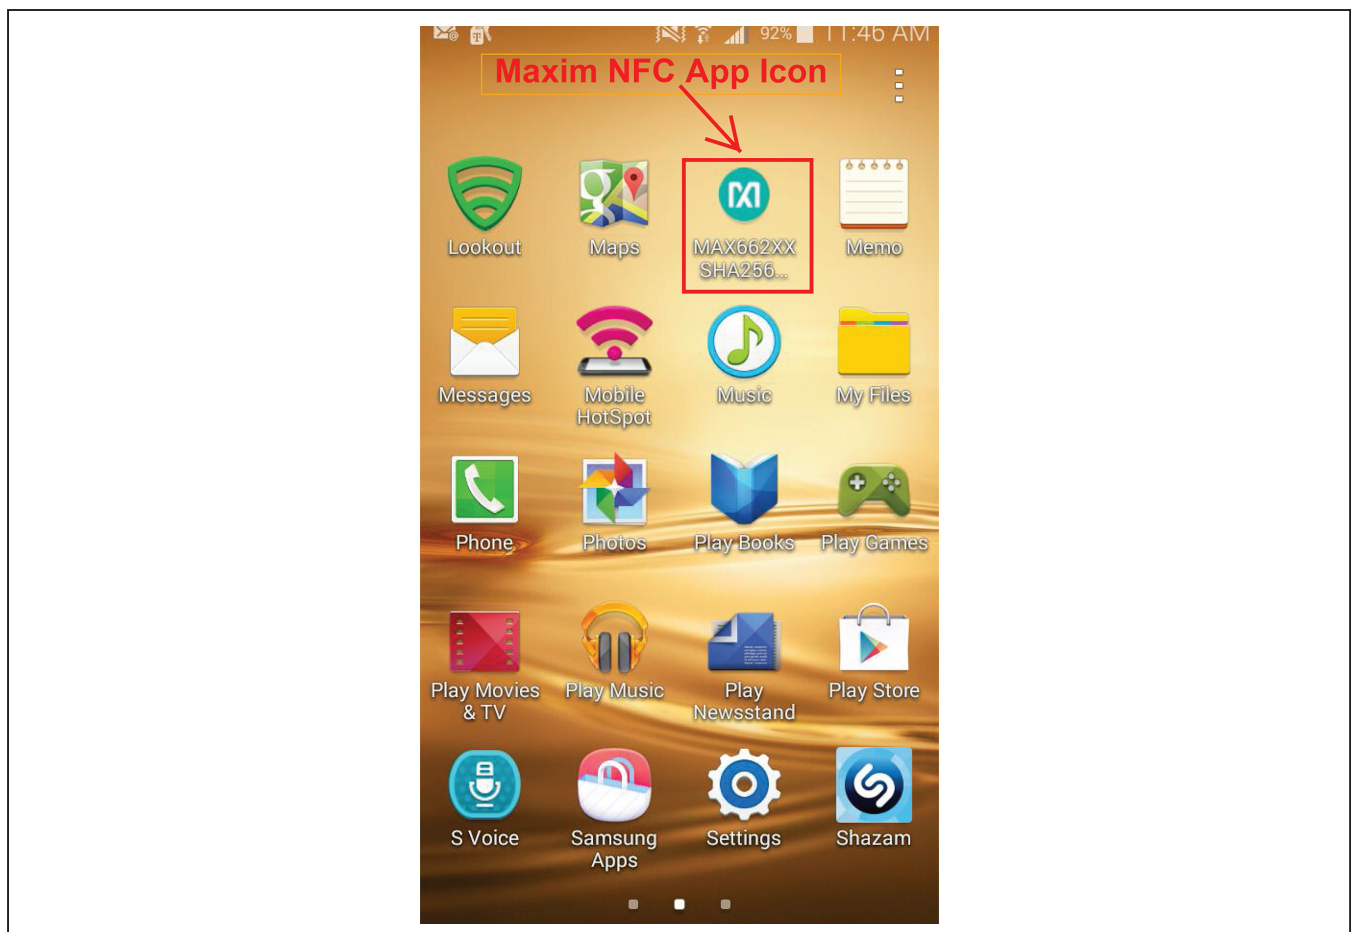 92% 11:46 AM
Maxim NFC App Icon
Lookout
Maps
MAX662XX
SHA256...
Memo
Messages
Mobile
HotSpot
Music
My Files
Phone
Photos
Play Books
Play Games
Play Movies
& TV
Play Music
Play
Newsstand
Play Store
S Voice
Samsung
Apps
Settings
Shazam